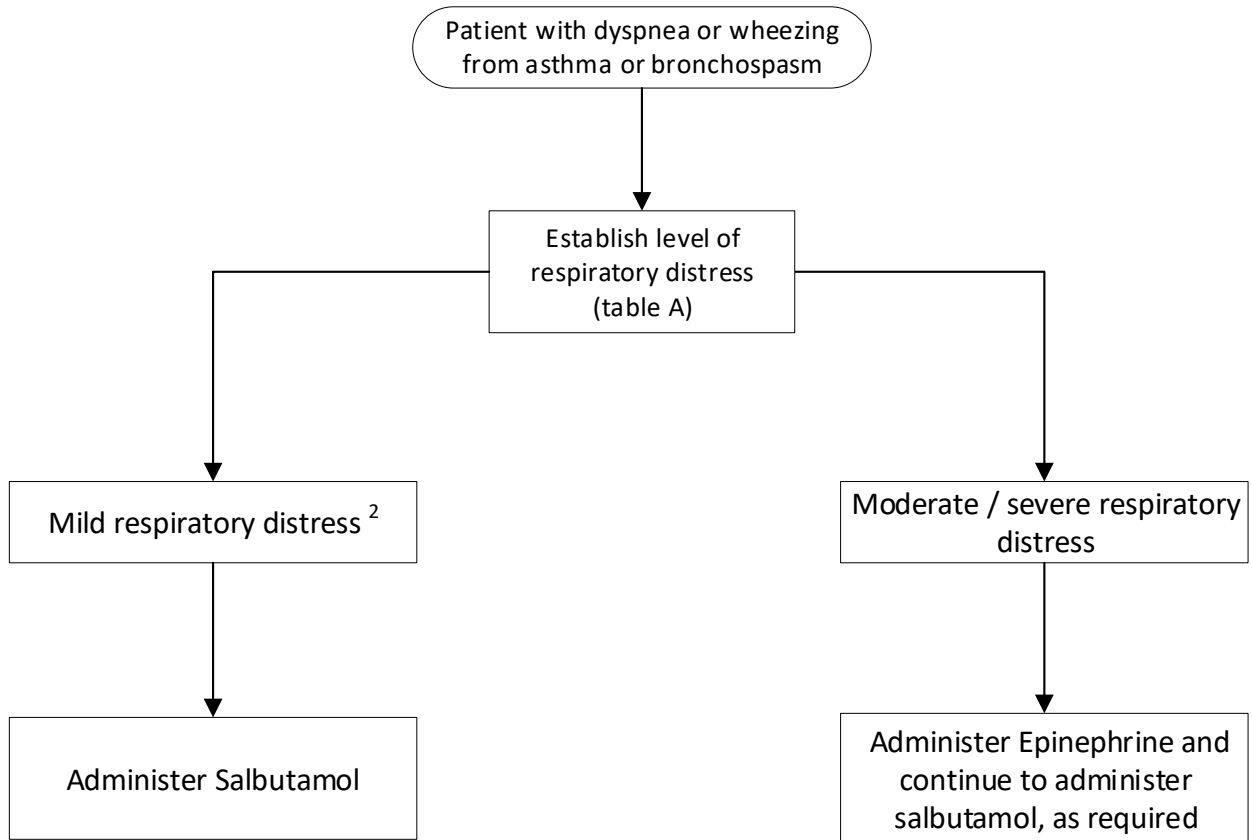 Patient with dyspnea or wheezing
from asthma or bronchospasm
Establish level of
respiratory distress
(table A)
Mild respiratory distress 2
Moderate / severe respiratory
distress
Administer Salbutamol
Administer Epinephrine and
continue to administer
salbutamol, as required